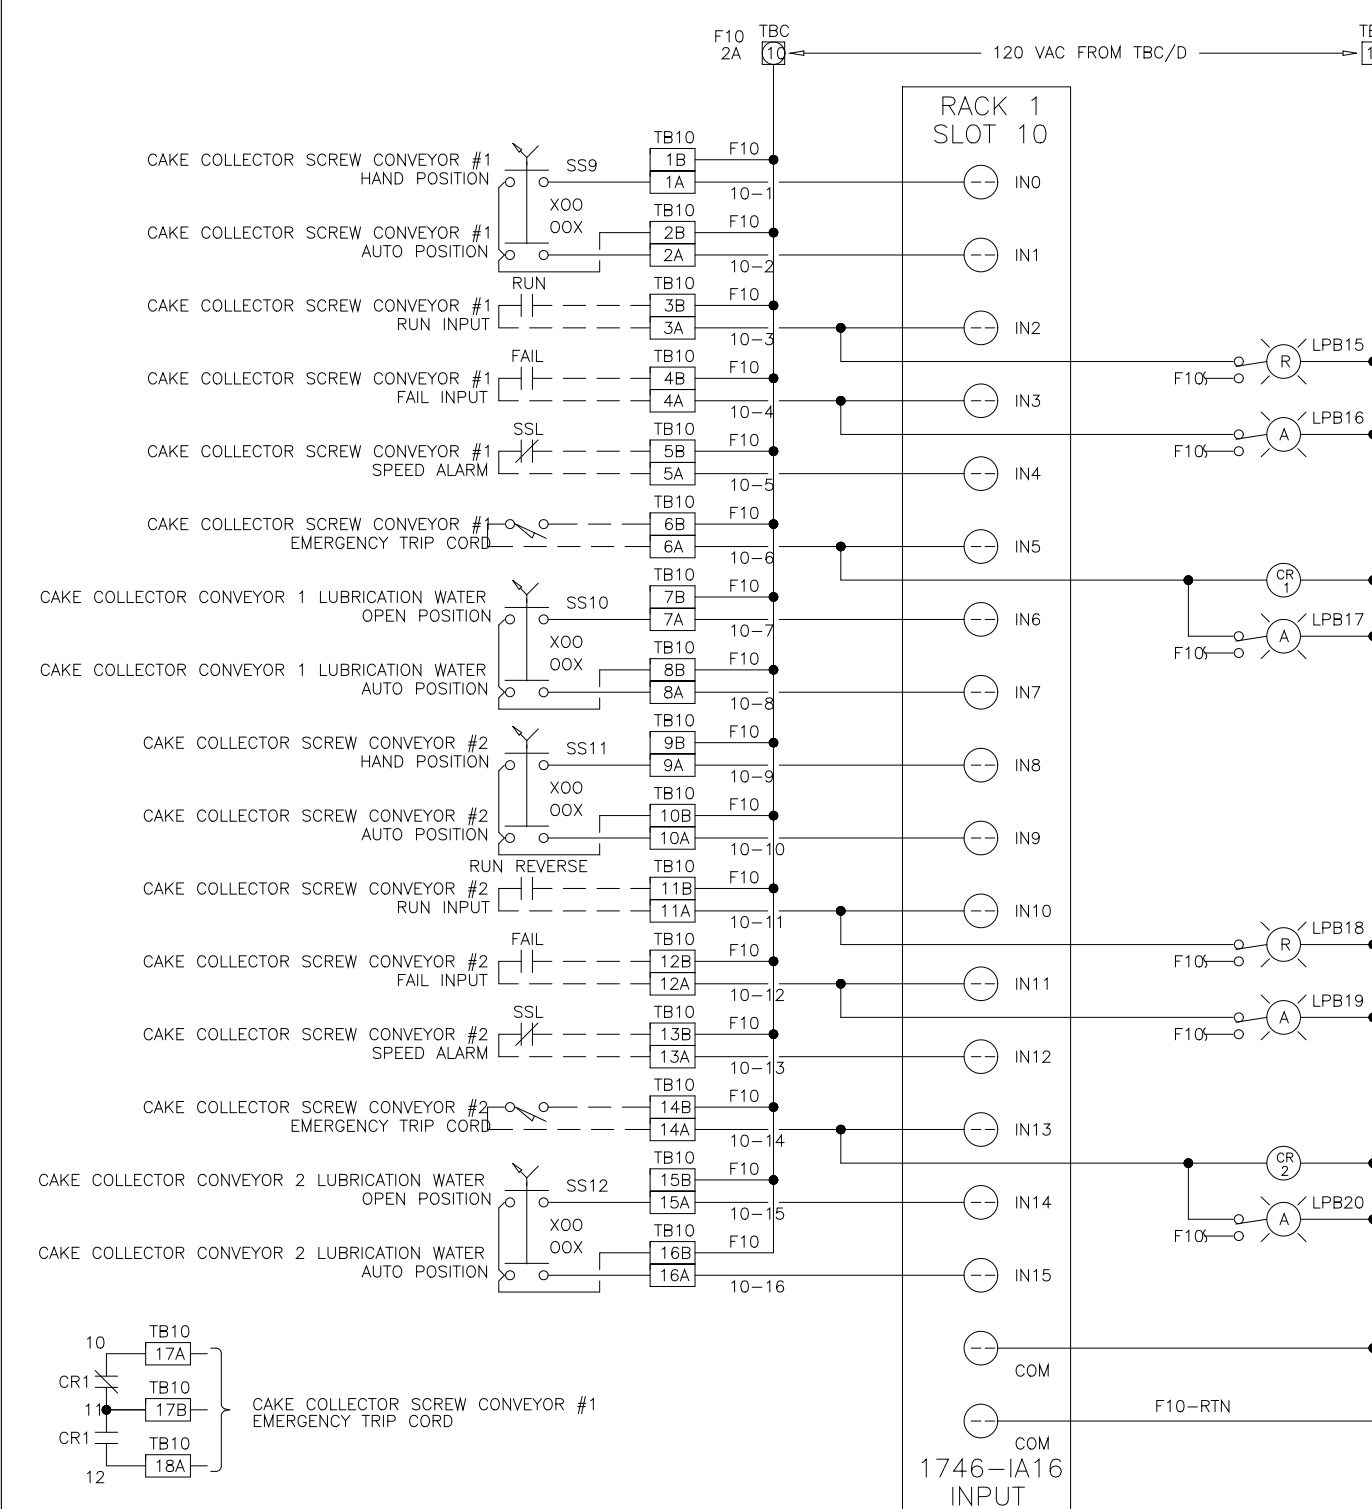 F10 TBC TB
2A 10 120 VAC FROM TBC/D 1
RACK 1
SLOT 10
TB10
CAKE COLLECTOR SCREW CONVEYOR #1 SS9 1B F10
HAND POSITION 1A 10-1 IN0
X00
00X
TB10
CAKE COLLECTOR SCREW CONVEYOR #1 2B F10
AUTO POSITION 2A 10-2 IN1
RUN TB10
CAKE COLLECTOR SCREW CONVEYOR #1 3B F10
RUN INPUT 3A 10-3 IN2
R LPB15
F10
FAIL TB10
CAKE COLLECTOR SCREW CONVEYOR #1 4B F10
FAIL INPUT 4A 10-4 IN3
A LPB16
F10
SSL TB10
CAKE COLLECTOR SCREW CONVEYOR #1 5B F10
SPEED ALARM 5A 10-5 IN4
TB10
CAKE COLLECTOR SCREW CONVEYOR #1 6B F10
EMERGENCY TRIP CORD 6A 10-6 IN5
CR
1
A LPB17
F10
TB10
CAKE COLLECTOR CONVEYOR 1 LUBRICATION WATER SS10 7B F10
OPEN POSITION 7A 10-7 IN6
X00
00X
TB10
CAKE COLLECTOR CONVEYOR 1 LUBRICATION WATER 8B F10
AUTO POSITION 8A 10-8 IN7
TB10
CAKE COLLECTOR SCREW CONVEYOR #2 SS11 9B F10
HAND POSITION 9A 10-9 IN8
X00
00X
TB10
CAKE COLLECTOR SCREW CONVEYOR #2 10B F10
AUTO POSITION 10A 10-10 IN9
RUN REVERSE TB10
CAKE COLLECTOR SCREW CONVEYOR #2 11B F10
RUN INPUT 11A 10-11 IN10
R LPB18
F10
FAIL TB10
CAKE COLLECTOR SCREW CONVEYOR #2 12B F10
FAIL INPUT 12A 10-12 IN11
A LPB19
F10
SSL TB10
CAKE COLLECTOR SCREW CONVEYOR #2 13B F10
SPEED ALARM 13A 10-13 IN12
TB10
CAKE COLLECTOR SCREW CONVEYOR #2 14B F10
EMERGENCY TRIP CORD 14A 10-14 IN13
CR
2
A LPB20
F10
TB10
CAKE COLLECTOR CONVEYOR 2 LUBRICATION WATER SS12 15B F10
OPEN POSITION 15A 10-15 IN14
X00
00X
TB10
CAKE COLLECTOR CONVEYOR 2 LUBRICATION WATER 16B F10
AUTO POSITION 16A 10-16 IN15
COM
F10-RTN
COM
1746-IA16
INPUT
10 TB10
17A
CR1
TB10
11 17B
CAKE COLLECTOR SCREW CONVEYOR #1
EMERGENCY TRIP CORD
CR1
TB10
12 18A